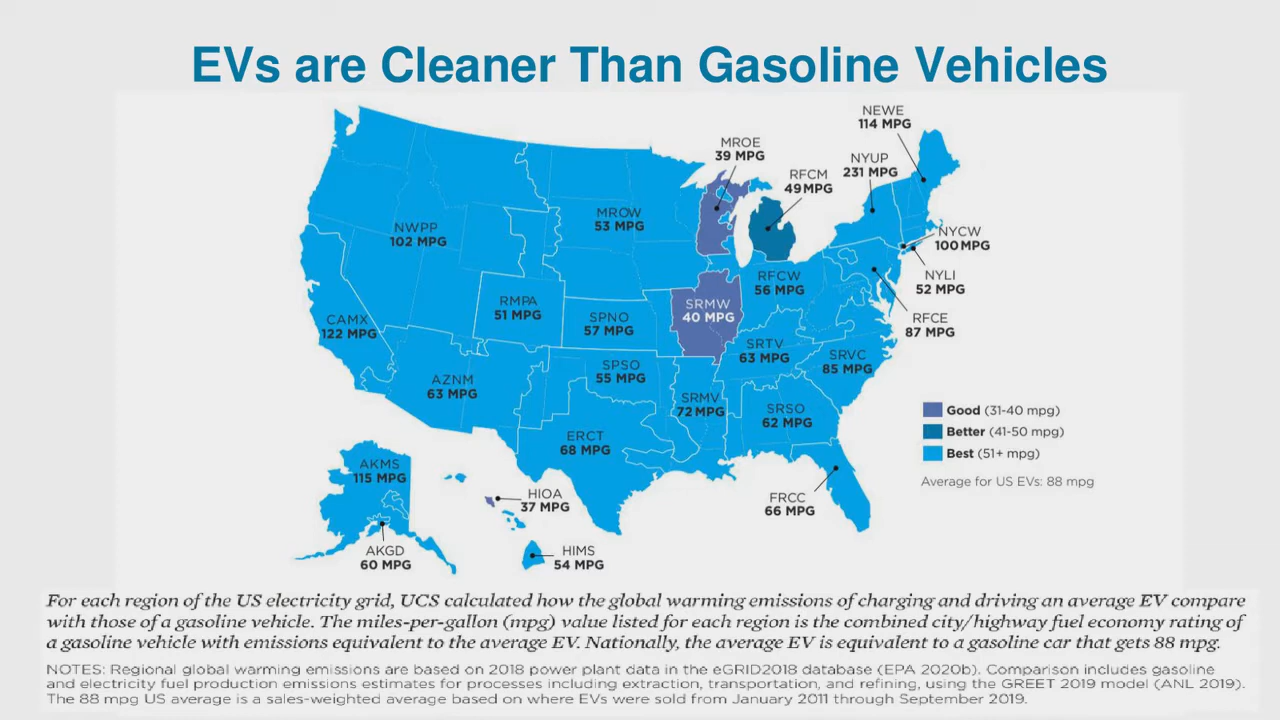 EVs are Cleaner Than Gasoline Vehicles
NEWE
114 MPG
MROE
39 MPG
NYUP
231 MPG
RFCM
49 MPG
MROW
53 MPG
NWPP
102 MPG
NYCW
100 MPG
NYLI
52 MPG
RFCW
56 MPG
RMPA
51 MPG
SRMW
40 MPG
SPNO
57 MPG
RFCE
87 MPG
CAMX
122 MPG
SRTV
63 MPG
SRVC
85 MPG
SPSO
55 MPG
AZNM
63 MPG
SRMV
72 MPG
SRSO
62 MPG
ERCT
68 MPG
Good (31-40 mpg)
Better (41-50 mpg)
Best (51+ mpg)
Average for US EVs: 88 mpg
AKMS
115 MPG
HIOA
37 MPG
FRCC
66 MPG
AKGD
60 MPG
HIMS
54 MPG
For each region of the US electricity grid, UCS calculated how the global warming emissions of charging and driving an average EV compare
with those of a gasoline vehicle. The miles-per-gallon (mpg) value listed for each region is the combined city/highway fuel economy rating of
a gasoline vehicle with emissions equivalent to the average EV. Nationally, the average EV is equivalent to a gasoline car that gets 88 mpg.
NOTES: Regional global warming emissions are based on 2018 power plant data in the eGRID2018 database (EPA 2020b). Comparison includes gasoline
and electricity fuel production emissions estimates for processes including extraction, transportation, and refining, using the GREET 2019 model (ANL 2019).
The 88 mpg US average is a sales-weighted average based on where EVs were sold from January 2011 through September 2019.